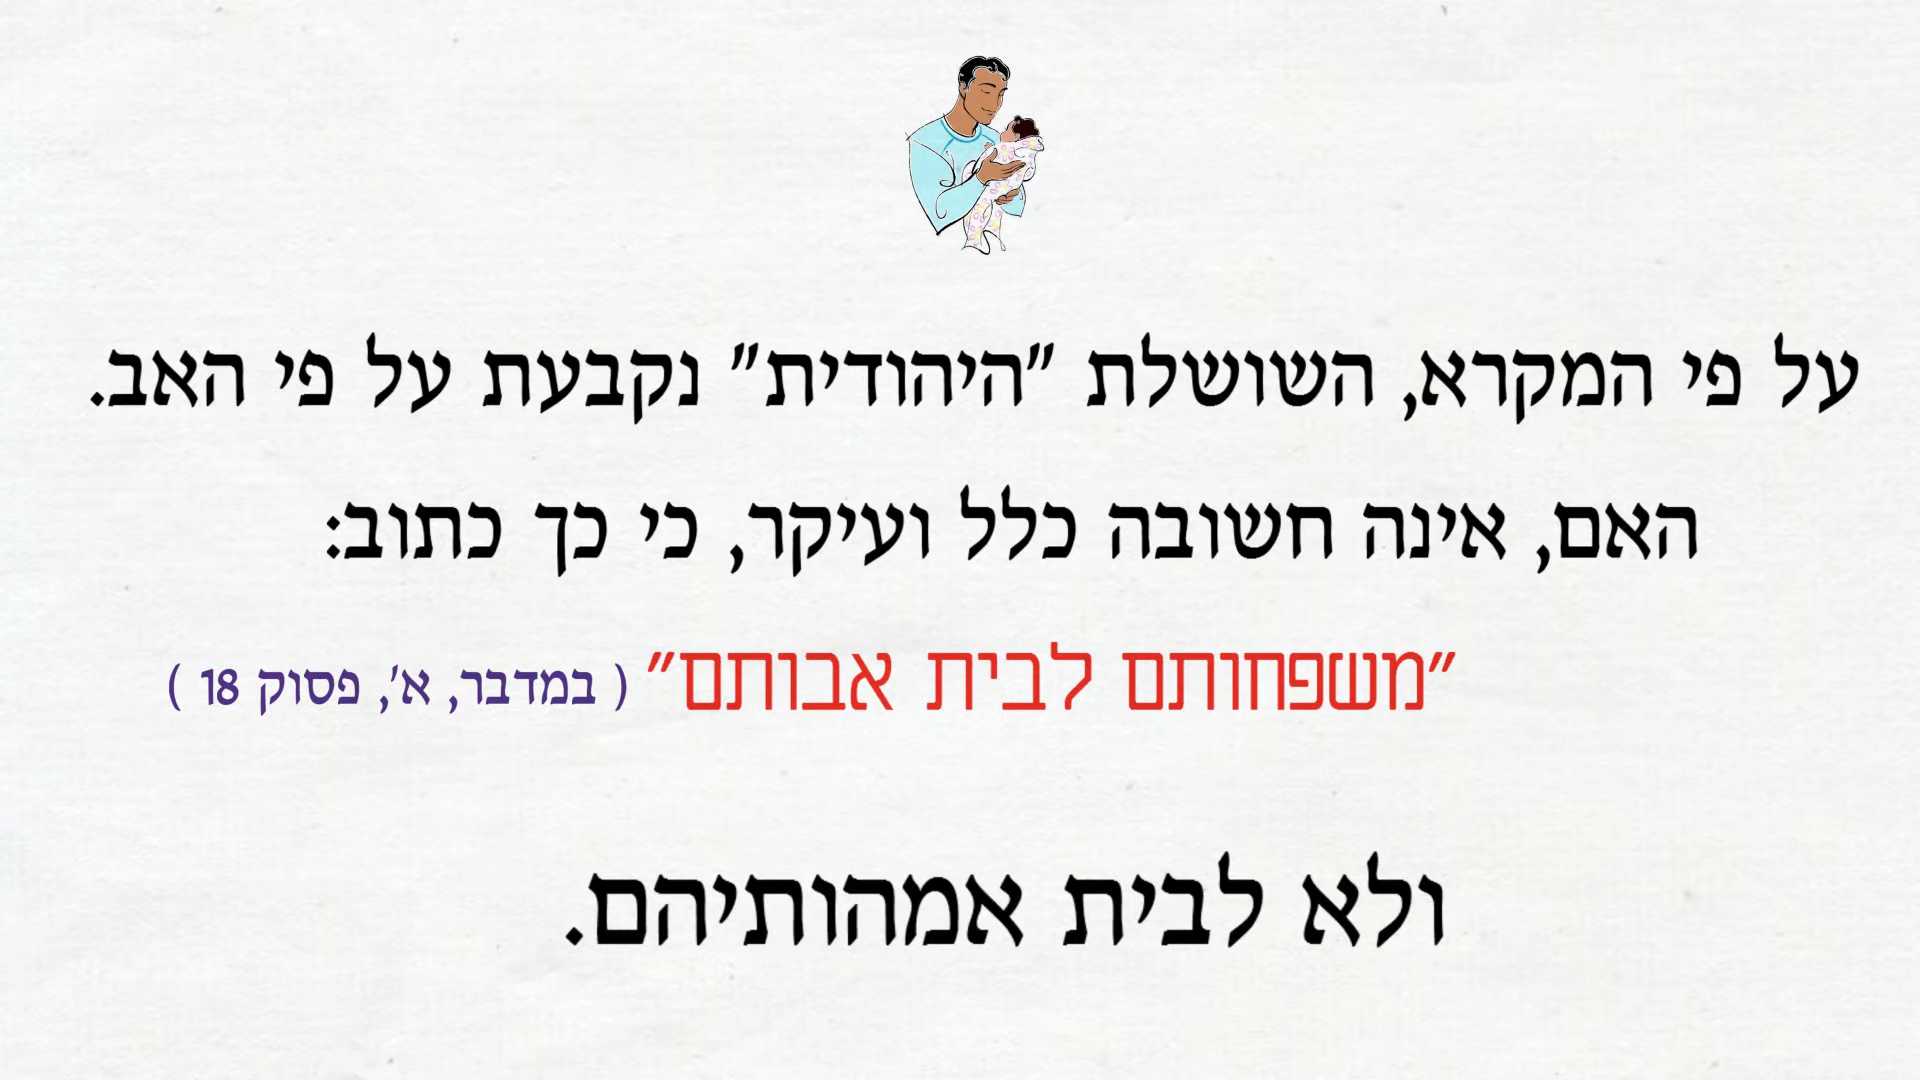 על פי המקרא, השושלת "היהודית" נקבעת על פי האב.
האם, אינה חשובה כלל ועיקר, כי כך כתוב:
"משפחותם לבית אבותם" ( במדבר, א', פסוק 18 )
ולא לבית אמהותיהם.